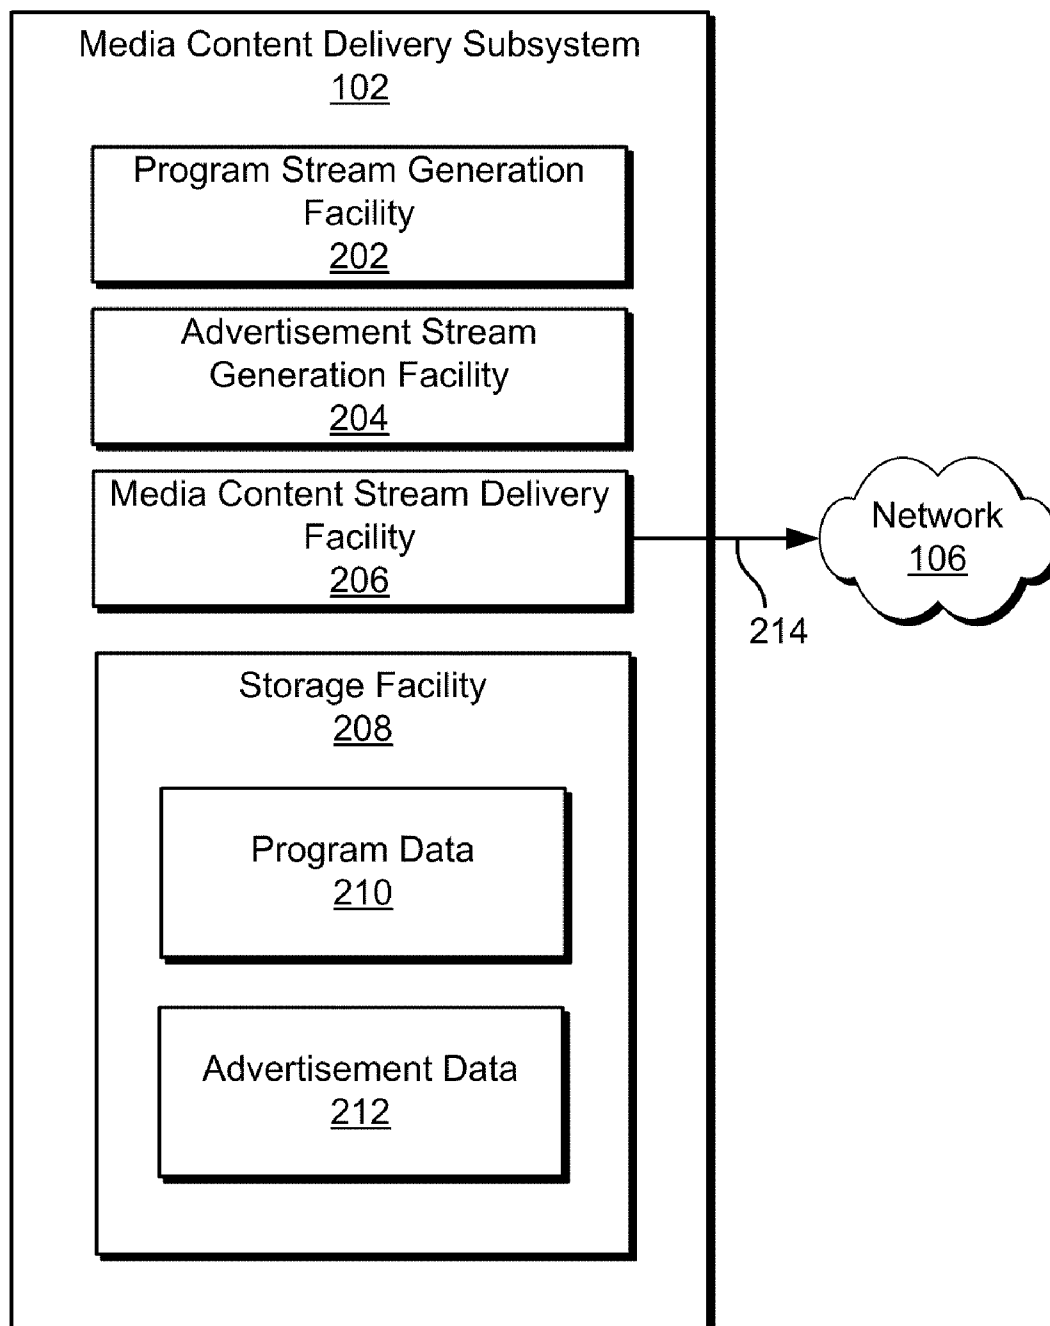 Media Content Delivery Subsystem
102
Program Stream Generation
Facility
202
Advertisement Stream
Generation Facility
204
Media Content Stream Delivery
Facility
206
Network
106
214
Storage Facility
208
Program Data
210
Advertisement Data
212